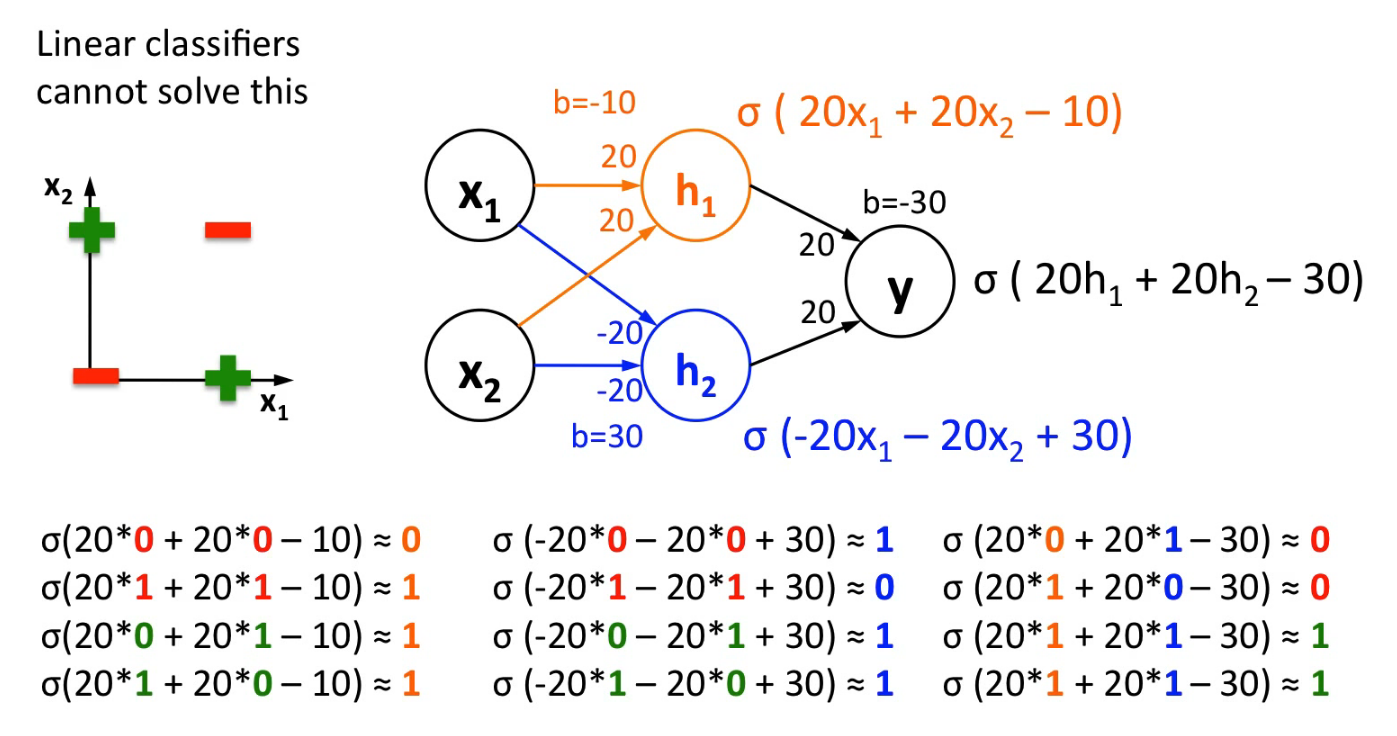 Linear classifiers
cannot solve this
x₂
x₁
b=-10
σ ( 20x₁ + 20x₂ – 10)
20
20
x₁
h₁
b=-30
20
y
σ ( 20h₁ + 20h₂ – 30)
20
x₂
-20
-20
h₂
b=30
σ (-20x₁ – 20x₂ + 30)
σ(20*0 + 20*0 – 10) ≈ 0
σ(20*1 + 20*1 – 10) ≈ 1
σ(20*0 + 20*1 – 10) ≈ 1
σ(20*1 + 20*0 – 10) ≈ 1
σ (-20*0 – 20*0 + 30) ≈ 1
σ (-20*1 – 20*1 + 30) ≈ 0
σ (-20*0 – 20*1 + 30) ≈ 1
σ (-20*1 – 20*0 + 30) ≈ 1
σ (20*0 + 20*1 – 30) ≈ 0
σ (20*1 + 20*0 – 30) ≈ 0
σ (20*1 + 20*1 – 30) ≈ 1
σ (20*1 + 20*1 – 30) ≈ 1